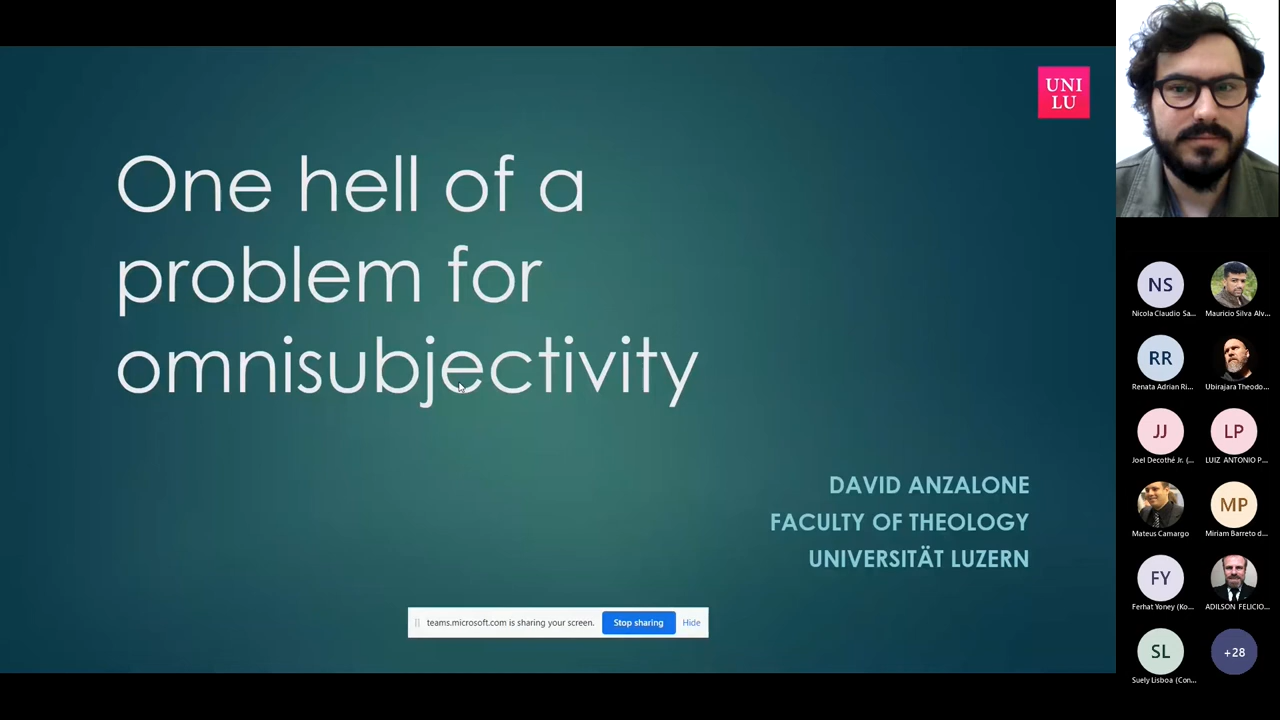 UNI
LU
One hell of a
problem for
omnisubjectivity
DAVID ANZALONE
FACULTY OF THEOLOGY
UNIVERSITÄT LUZERN
teams.microsoft.com is sharing your screen. Stop sharing Hide
NS
Nicola Claudio Sa... Mauricio Silva Alv...
RR
Renata Adrian Ri... Ubirajara Theodo...
JJ LP
Joel Decothé Jr. (... LUIZ ANTONIO P...
MP
Mateus Camargo Miriam Barreto d...
FY
Ferhat Yoney (Ko... ADILSON FELICIO...
SL +28
Suely Lisboa (Con...